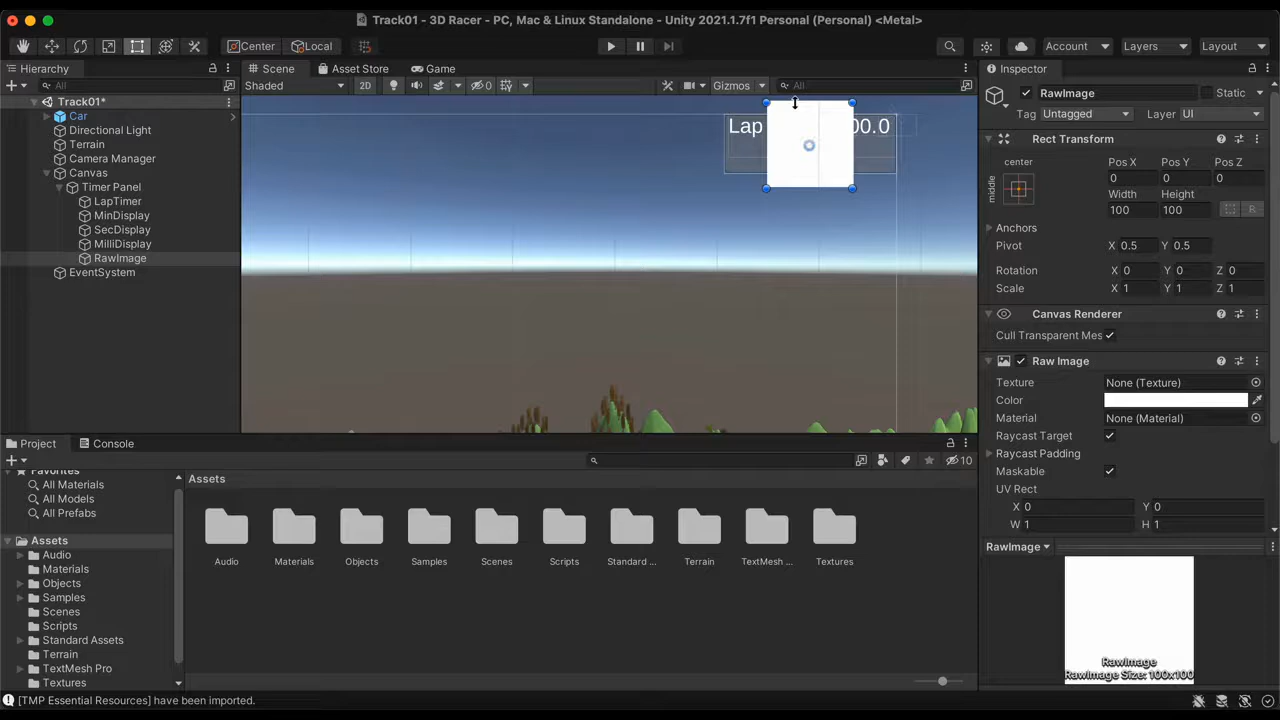 Track01 - 3D Racer - PC, Mac & Linux Standalone - Unity 2021.1.7f1 Personal (Personal) <Metal>
Center Local Account Layers Layout
Hierarchy Scene Asset Store Game Inspector
All Shaded 2D 0 Gizmos All RawImage Static
Track01* Tag Untagged Layer UI
Car
Directional Light
Terrain
Camera Manager
Canvas
Timer Panel
LapTimer
MinDisplay
SecDisplay
MilliDisplay
RawImage
EventSystem
Lap 00.0
Rect Transform
center
middle
Pos X Pos Y Pos Z
0 0 0
Width Height
100 100 R
Anchors
Pivot X 0.5 Y 0.5
Rotation X 0 Y 0 Z 0
Scale X 1 Y 1 Z 1
Canvas Renderer
Cull Transparent Mes
Raw Image
Texture None (Texture)
Color
Material None (Material)
Raycast Target
Raycast Padding
Maskable
UV Rect
X 0 Y 0
W 1 H 1
Project Console
10
Favorites
All Materials
All Models
All Prefabs
Assets
Audio
Materials
Objects
Samples
Scenes
Scripts
Standard Assets
Terrain
TextMesh Pro
Textures
Assets
Audio Materials Objects Samples Scenes Scripts Standard ... Terrain TextMesh ... Textures
RawImage
RawImage
RawImage Size: 100x100
[TMP Essential Resources] have been imported.